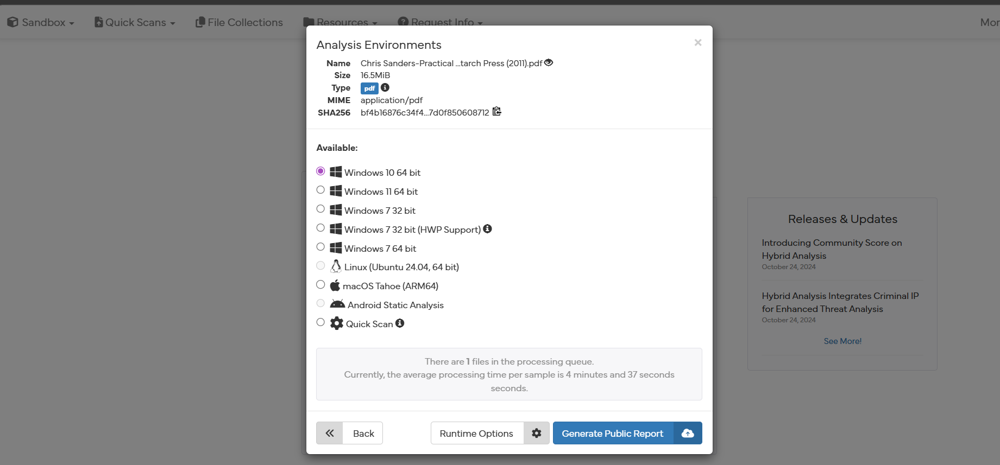 Sandbox
Quick Scans
File Collections
Resources
Request Info
Analysis Environments
×
Name Chris Sanders-Practical ...tarch Press (2011).pdf
Size 16.5MiB
Type pdf
MIME application/pdf
SHA256 bf4b16876c34f4...7d0f850608712
Available:
Windows 10 64 bit
Windows 11 64 bit
Windows 7 32 bit
Windows 7 32 bit (HWP Support)
Windows 7 64 bit
Linux (Ubuntu 24.04, 64 bit)
macOS Tahoe (ARM64)
Android Static Analysis
Quick Scan
There are 1 files in the processing queue.
Currently, the average processing time per sample is 4 minutes and 37 seconds
seconds.
Back
Runtime Options
Generate Public Report
Releases & Updates
Introducing Community Score on
Hybrid Analysis
October 24, 2024
Hybrid Analysis Integrates Criminal IP
for Enhanced Threat Analysis
October 24, 2024
See More!